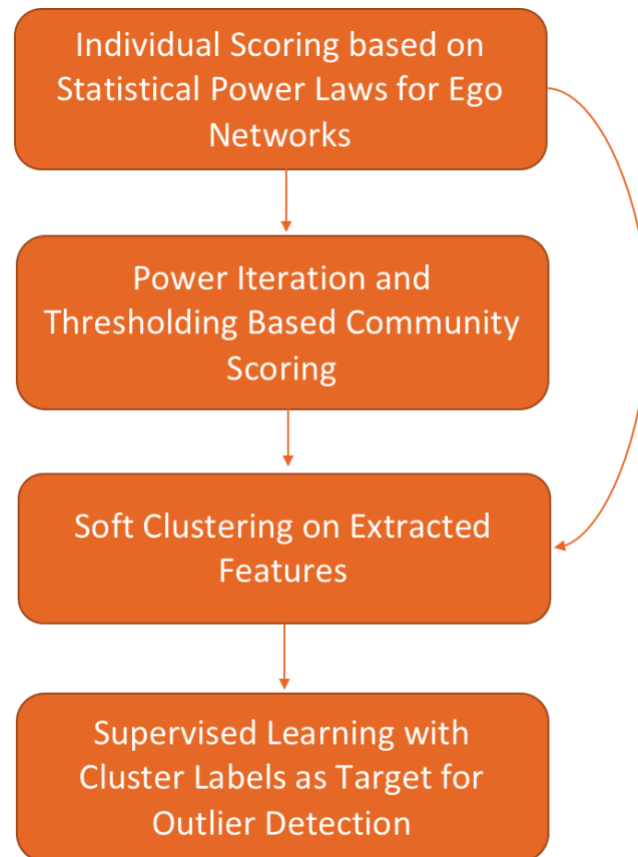 Individual Scoring based on
Statistical Power Laws for Ego
Networks
Power Iteration and
Thresholding Based Community
Scoring
Soft Clustering on Extracted
Features
Supervised Learning with
Cluster Labels as Target for
Outlier Detection